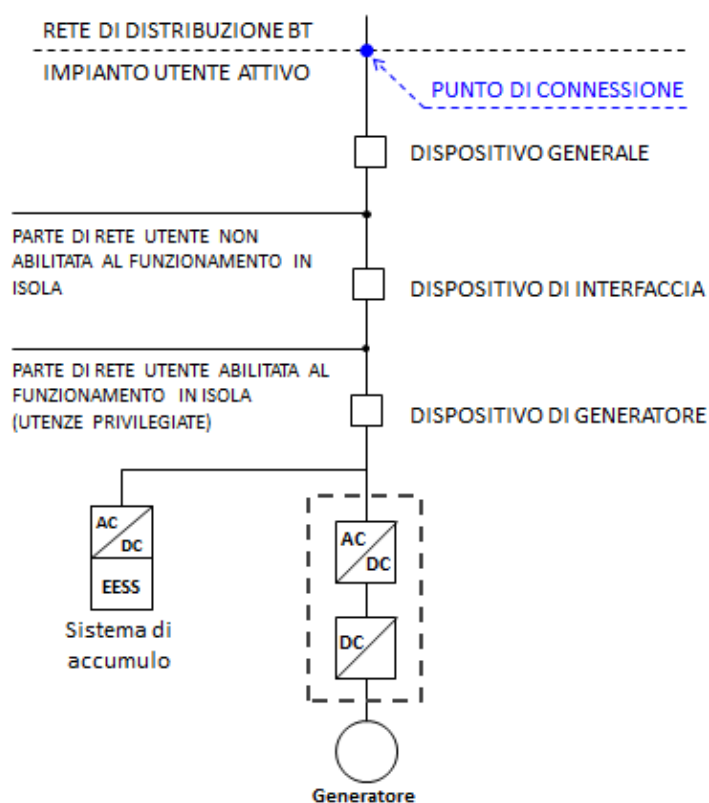 RETE DI DISTRIBUZIONE BT
IMPIANTO UTENTE ATTIVO
PUNTO DI CONNESSIONE
DISPOSITIVO GENERALE
PARTE DI RETE UTENTE NON
ABILITATA AL FUNZIONAMENTO IN
ISOLA
DISPOSITIVO DI INTERFACCIA
PARTE DI RETE UTENTE ABILITATA AL
FUNZIONAMENTO IN ISOLA
(UTENZE PRIVILEGIATE)
DISPOSITIVO DI GENERATORE
AC
DC
EESS
Sistema di
accumulo
AC
DC
DC
Generatore